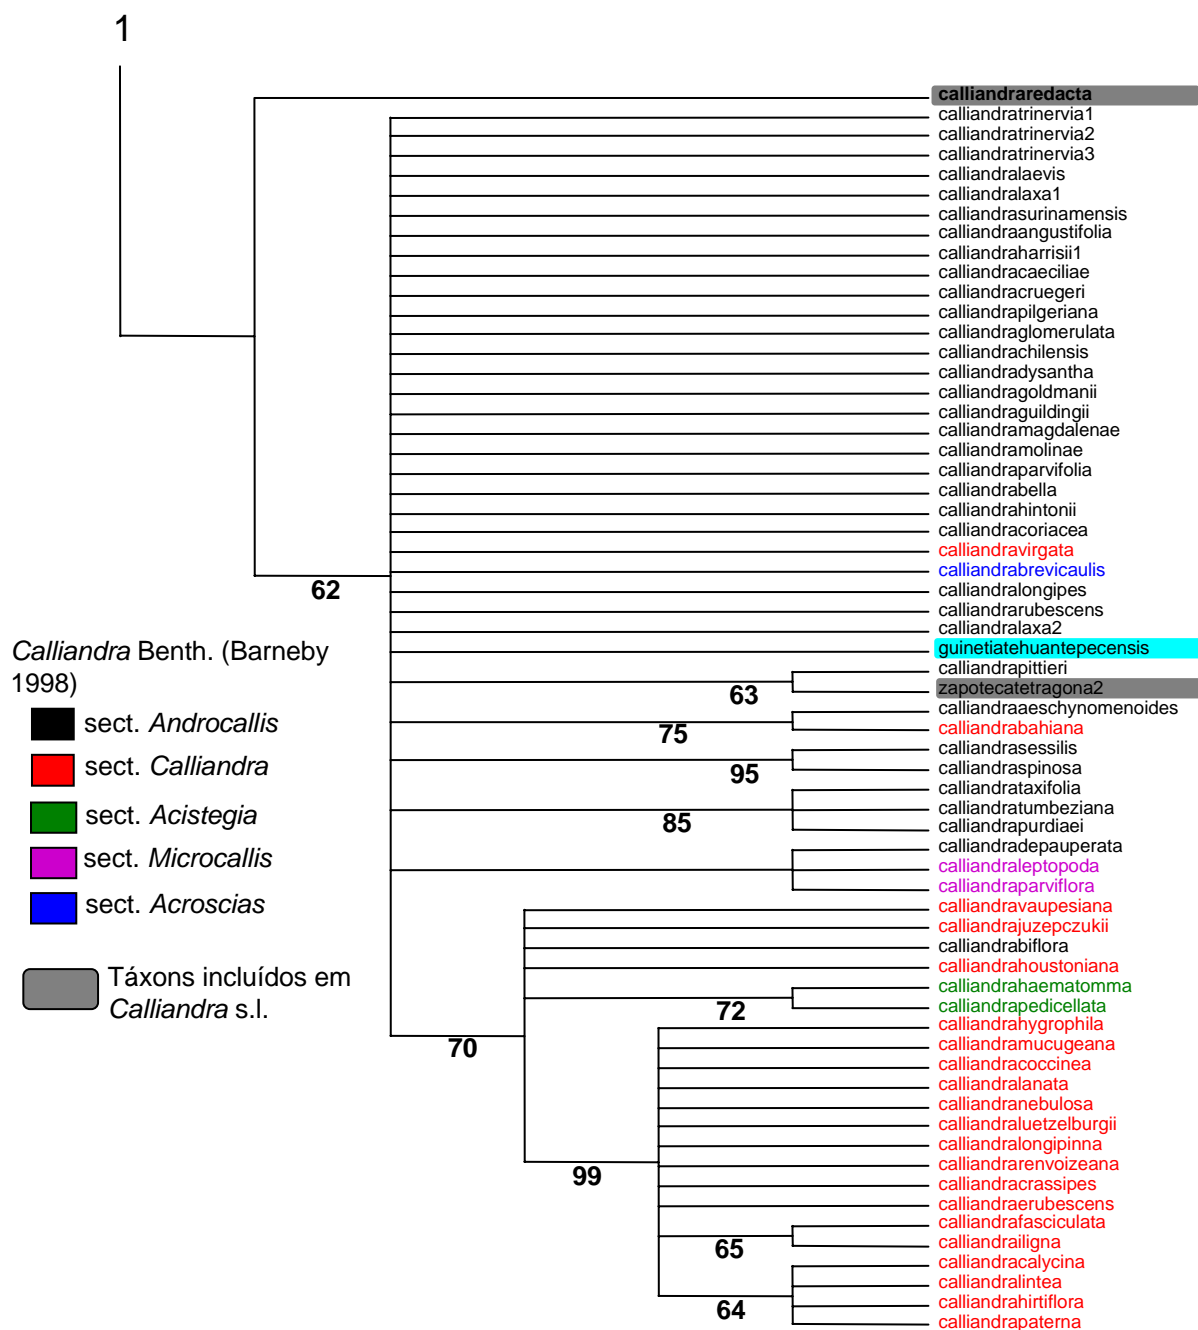 1
calliandraredacta
calliandratrinervia1
calliandratrinervia2
calliandratrinervia3
calliandralaevis
calliandralaxa1
calliandrasurinamensis
calliandraangustifolia
calliandraharrisii1
calliandracaeciliae
calliandracruegeri
calliandrapilgeriana
calliandraglomerulata
calliandrachilensis
calliandradysantha
calliandragoldmanii
calliandraguildingii
calliandramagdalenae
calliandramolinae
calliandraparvifolia
calliandrabella
calliandrahintonii
calliandracoriacea
calliandravirgata
calliandrabrevicaulis
calliandralongipes
calliandrarubescens
calliandralaxa2
guinetiatehuantepecensis
calliandrapittieri
zapotecatetragona2
calliandraaeschynomenoides
calliandrabahiana
calliandrasessilis
calliandraspinosa
calliandrataxifolia
calliandratumbeziana
calliandrapurdiaei
calliandradepauperata
calliandraleptopoda
calliandraparviflora
calliandravaupesiana
calliandrajuzepczukii
calliandrabiflora
calliandrahoustoniana
calliandrahaematomma
calliandrapedicellata
calliandrahygrophila
calliandramucugeana
calliandracoccinea
calliandralanata
calliandranebulosa
calliandraluetzelburgii
calliandralongipinna
calliandrarenvoizeana
calliandracrassipes
calliandraerubescens
calliandrafasciculata
calliandrailigna
calliandracalycina
calliandralintea
calliandrahirtiflora
calliandrapaterna
62
63
75
95
85
72
70
99
65
64
Calliandra Benth. (Barneby
1998)
sect. Androcallis
sect. Calliandra
sect. Acistegia
sect. Microcallis
sect. Acroscias
Táxons incluídos em
Calliandra s.l.